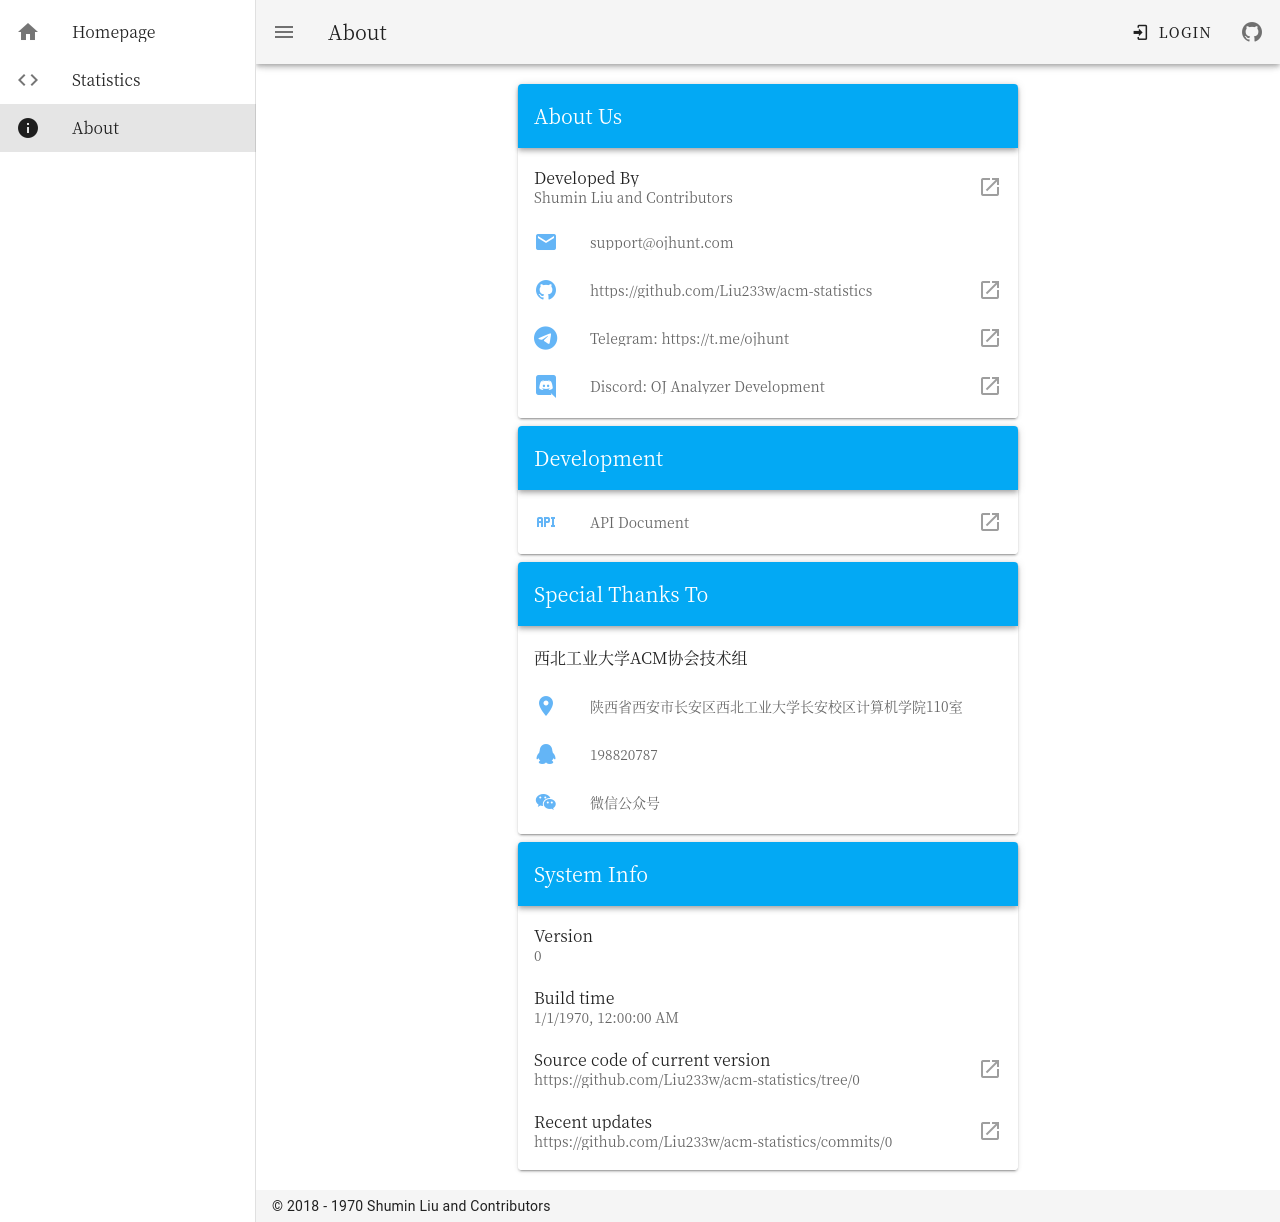 Homepage
Statistics
About
About
LOGIN
About Us
Developed By
Shumin Liu and Contributors
support@ojhunt.com
https://github.com/Liu233w/acm-statistics
Telegram: https://t.me/ojhunt
Discord: OJ Analyzer Development
Development
API
API Document
Special Thanks To
西北工业大学ACM协会技术组
陕西省西安市长安区西北工业大学长安校区计算机学院110室
198820787
微信公众号
System Info
Version
0
Build time
1/1/1970, 12:00:00 AM
Source code of current version
https://github.com/Liu233w/acm-statistics/tree/0
Recent updates
https://github.com/Liu233w/acm-statistics/commits/0
© 2018 - 1970 Shumin Liu and Contributors